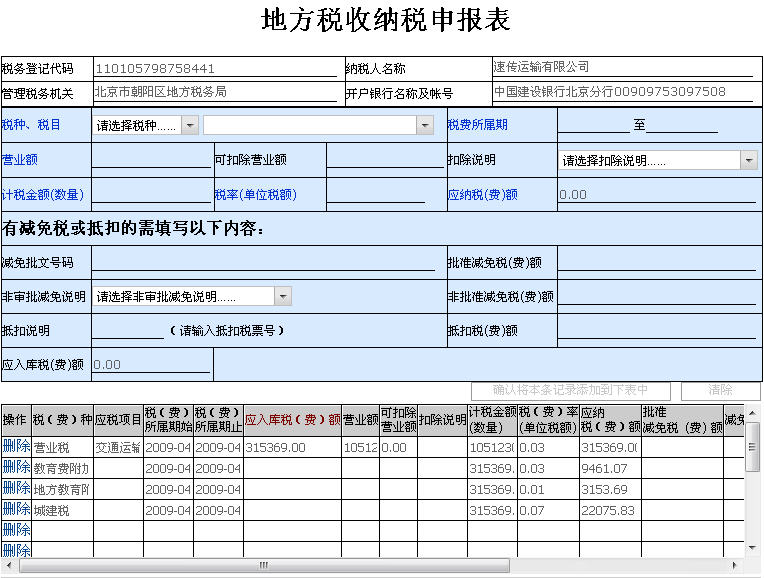 地方税收纳税申报表
税务登记代码 110105798758441 纳税人名称 速传运输有限公司
管理税务机关 北京市朝阳区地方税务局 开户银行名称及帐号 中国建设银行北京分行00909753097508
税种、税目 请选择税种...... 税费所属期 至
营业额 可扣除营业额 扣除说明 请选择扣除说明......
计税金额(数量) 税率(单位税额) 应纳税(费)额 0.00
有减免税或抵扣的需填写以下内容：
减免批文号码 批准减免税(费)额
非审批减免说明 请选择非审批减免说明...... 非批准减免税(费)额
抵扣说明 （请输入抵扣税票号） 抵扣税(费)额
应入库税(费)额 0.00
确认将本条记录添加到下表中 清除
操作 税（费）种 应税项目 税（费）所属期始 税（费）所属期止 应入库税（费）额 营业额 可扣除营业额 扣除说明 计税金额(数量) 税（费）率(单位税额) 应纳税（费）额 批准减免税（费）额 减免
删除 营业税 交通运输 2009-04 2009-04 315369.00 10512 0.00 1051230 0.03 315369.00
删除 教育费附加 2009-04 2009-04 315369. 0.03 9461.07
删除 地方教育附 2009-04 2009-04 315369. 0.01 3153.69
删除 城建税 2009-04 2009-04 315369. 0.07 22075.83
删除
删除